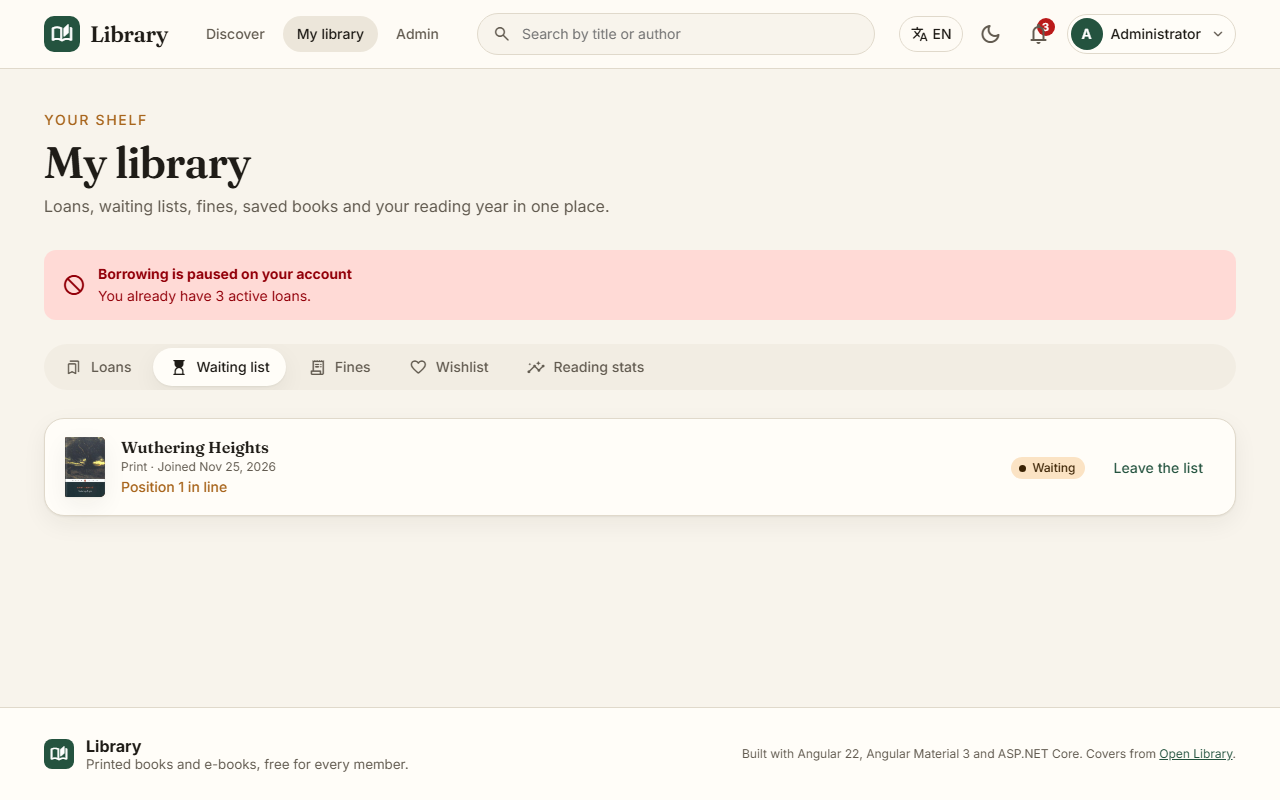 Library
Discover
My library
Admin
Search by title or author
EN
3
A
Administrator
YOUR SHELF
My library
Loans, waiting lists, fines, saved books and your reading year in one place.
Borrowing is paused on your account
You already have 3 active loans.
Loans
Waiting list
Fines
Wishlist
Reading stats
Wuthering Heights
Print · Joined Nov 25, 2026
Position 1 in line
Waiting
Leave the list
Library
Printed books and e-books, free for every member.
Built with Angular 22, Angular Material 3 and ASP.NET Core. Covers from Open Library.